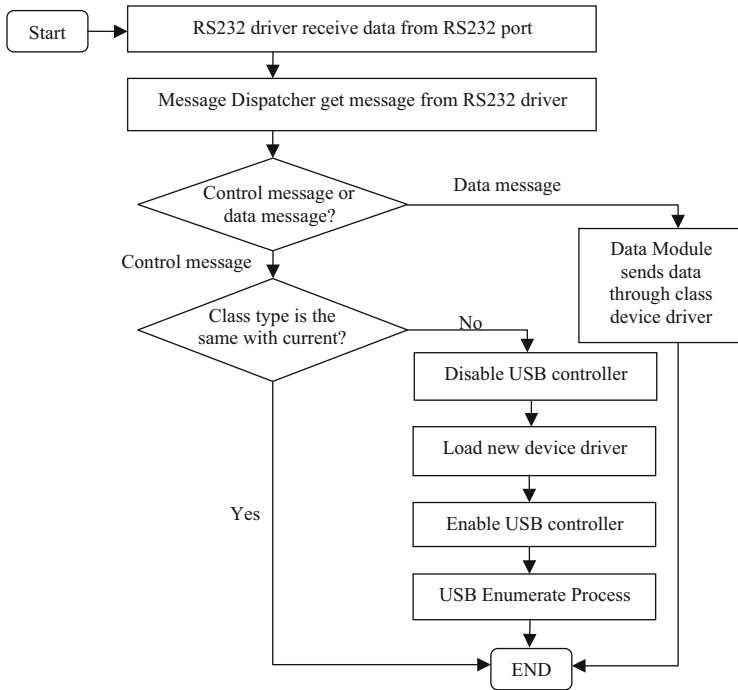 Start
RS232 driver receive data from RS232 port
Message Dispatcher get message from RS232 driver
Control message or
data message?
Data message
Control message
Data Module
sends data
through class
device driver
Class type is the
same with current?
No
Disable USB controller
Load new device driver
Yes
Enable USB controller
USB Enumerate Process
END